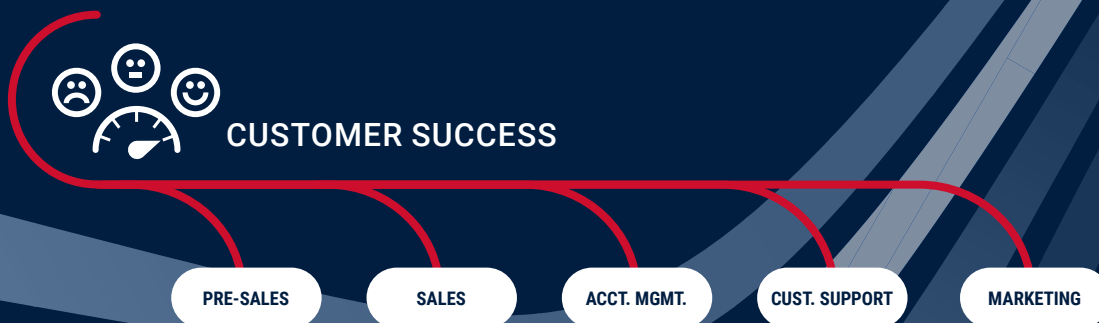 CUSTOMER SUCCESS
PRE-SALES
SALES
ACCT. MGMT.
CUST. SUPPORT
MARKETING